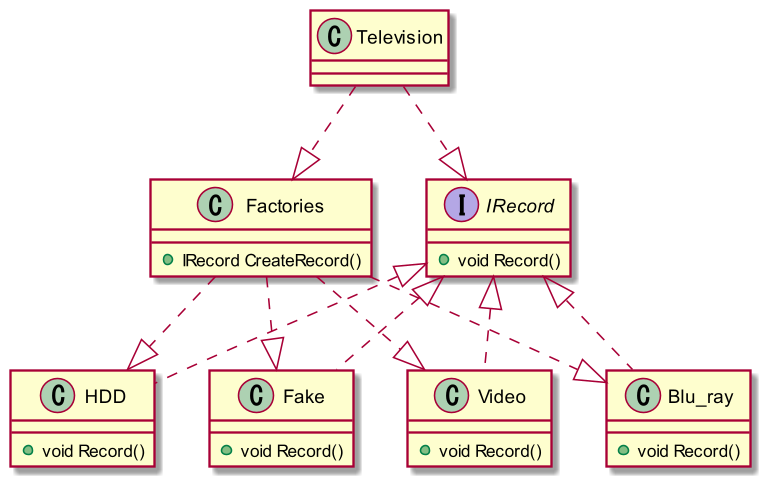 C Television
C Factories
IRecord CreateRecord()
I IRecord
void Record()
C HDD
void Record()
C Fake
void Record()
C Video
void Record()
C Blu_ray
void Record()